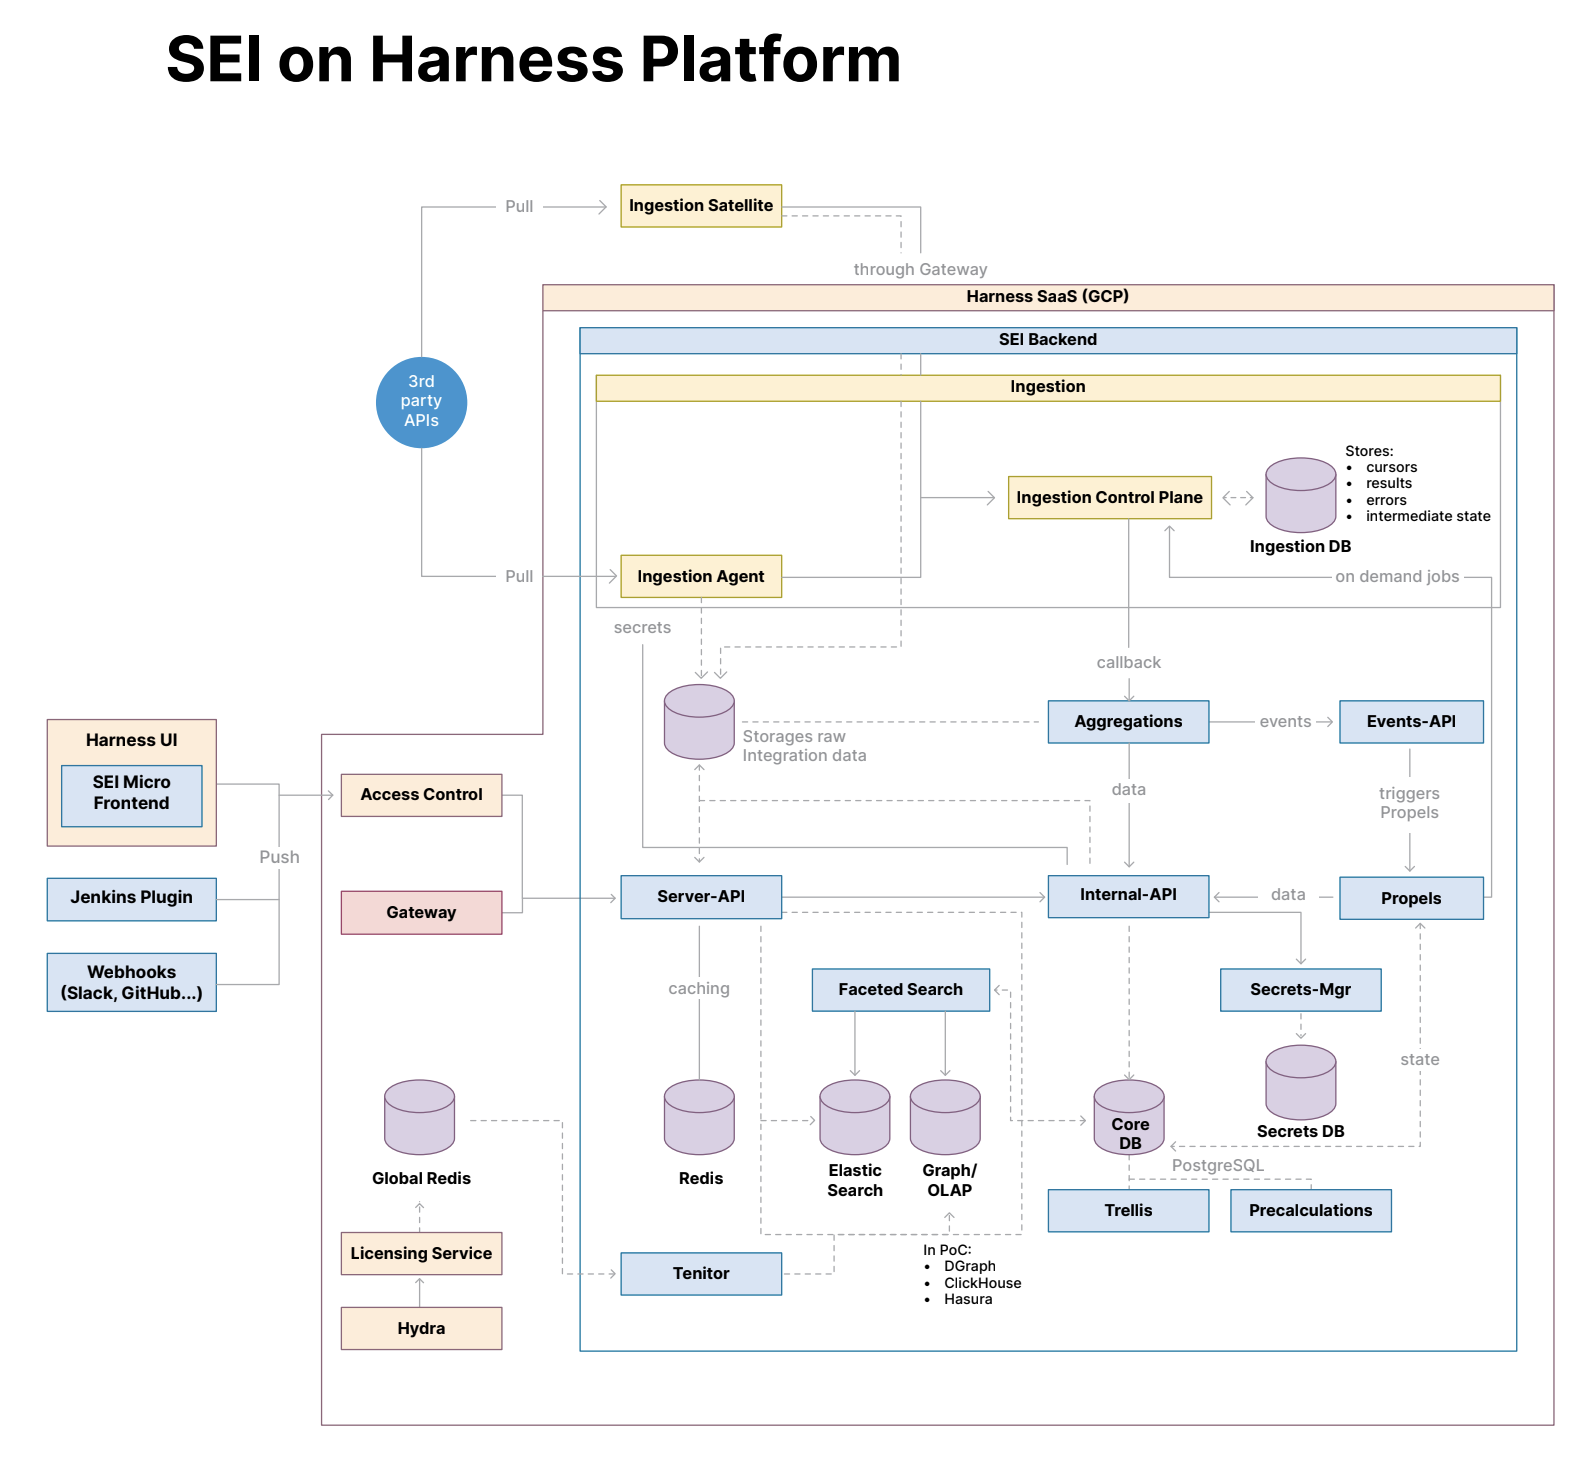 SEI on Harness Platform
Pull
Ingestion Satellite
through Gateway
Harness SaaS (GCP)
SEI Backend
Ingestion
3rd
party
APIs
Stores:
• cursors
• results
• errors
• intermediate state
Ingestion Control Plane
Ingestion DB
Pull
Ingestion Agent
on demand jobs
secrets
callback
Storages raw
Integration data
Aggregations
events
Events-API
Harness UI
SEI Micro
Frontend
Access Control
data
triggers
Propels
Push
Jenkins Plugin
Gateway
Server-API
Internal-API
data
Propels
Webhooks
(Slack, GitHub...)
caching
Faceted Search
Secrets-Mgr
state
Core
DB
Secrets DB
Global Redis
Redis
Elastic
Search
Graph/
OLAP
PostgreSQL
Trellis
Precalculations
Licensing Service
Tenitor
In PoC:
• DGraph
• ClickHouse
• Hasura
Hydra